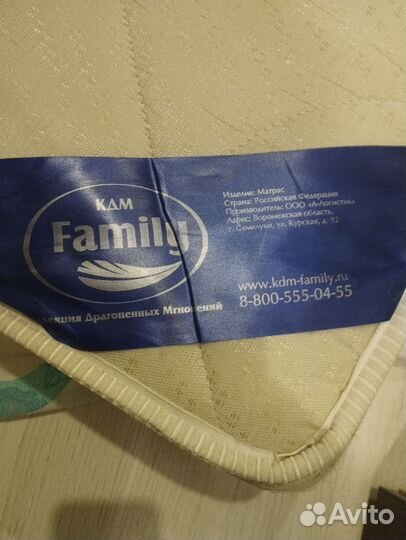 КДМ
Family
лекция Драгоценных Мгновений
Изделие: Матрас
Страна: Российская Федерация
Производитель: ООО «А-Логистик»
Адрес: Воронежская область,
г. Семилуки, ул. Курская, д. 92
www.kdm-family.ru
8-800-555-04-55
Avito